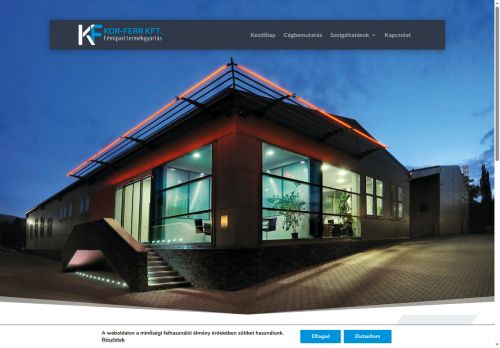 KF KOR-FERR KFT.
Fémipari termékgyártás
Kezdőlap Cégbemutatás Szolgáltatások Kapcsolat
A weboldalon a minőségi felhasználói élmény érdekében sütiket használunk.
Részletek
Elfogad Elutasítom